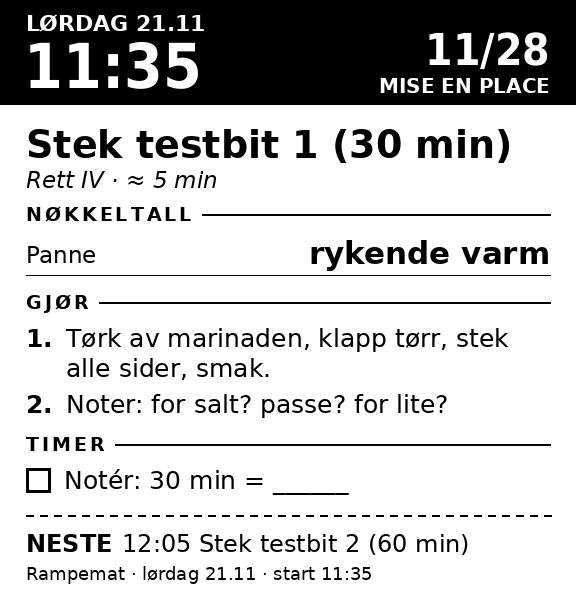 LØRDAG 21.11
11:35
11/28
MISE EN PLACE
Stek testbit 1 (30 min)
Rett IV · ≈ 5 min
NØKKELTALL
Panne rykende varm
GJØR
1. Tørk av marinaden, klapp tørr, stek
alle sider, smak.
2. Noter: for salt? passe? for lite?
TIMER
Notér: 30 min = ______
NESTE 12:05 Stek testbit 2 (60 min)
Rampemat · lørdag 21.11 · start 11:35